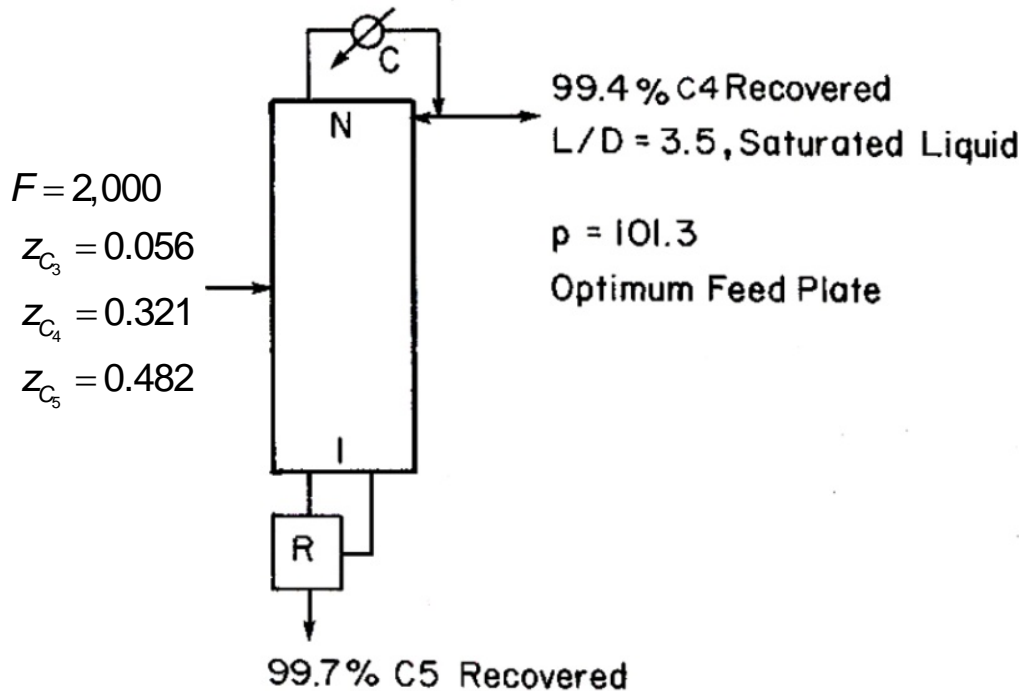 C
N
99.4% C4 Recovered
L/D = 3.5, Saturated Liquid
F = 2,000
z_{C_3} = 0.056
p = 101.3
Optimum Feed Plate
z_{C_4} = 0.321
z_{C_5} = 0.482
I
R
99.7% C5 Recovered